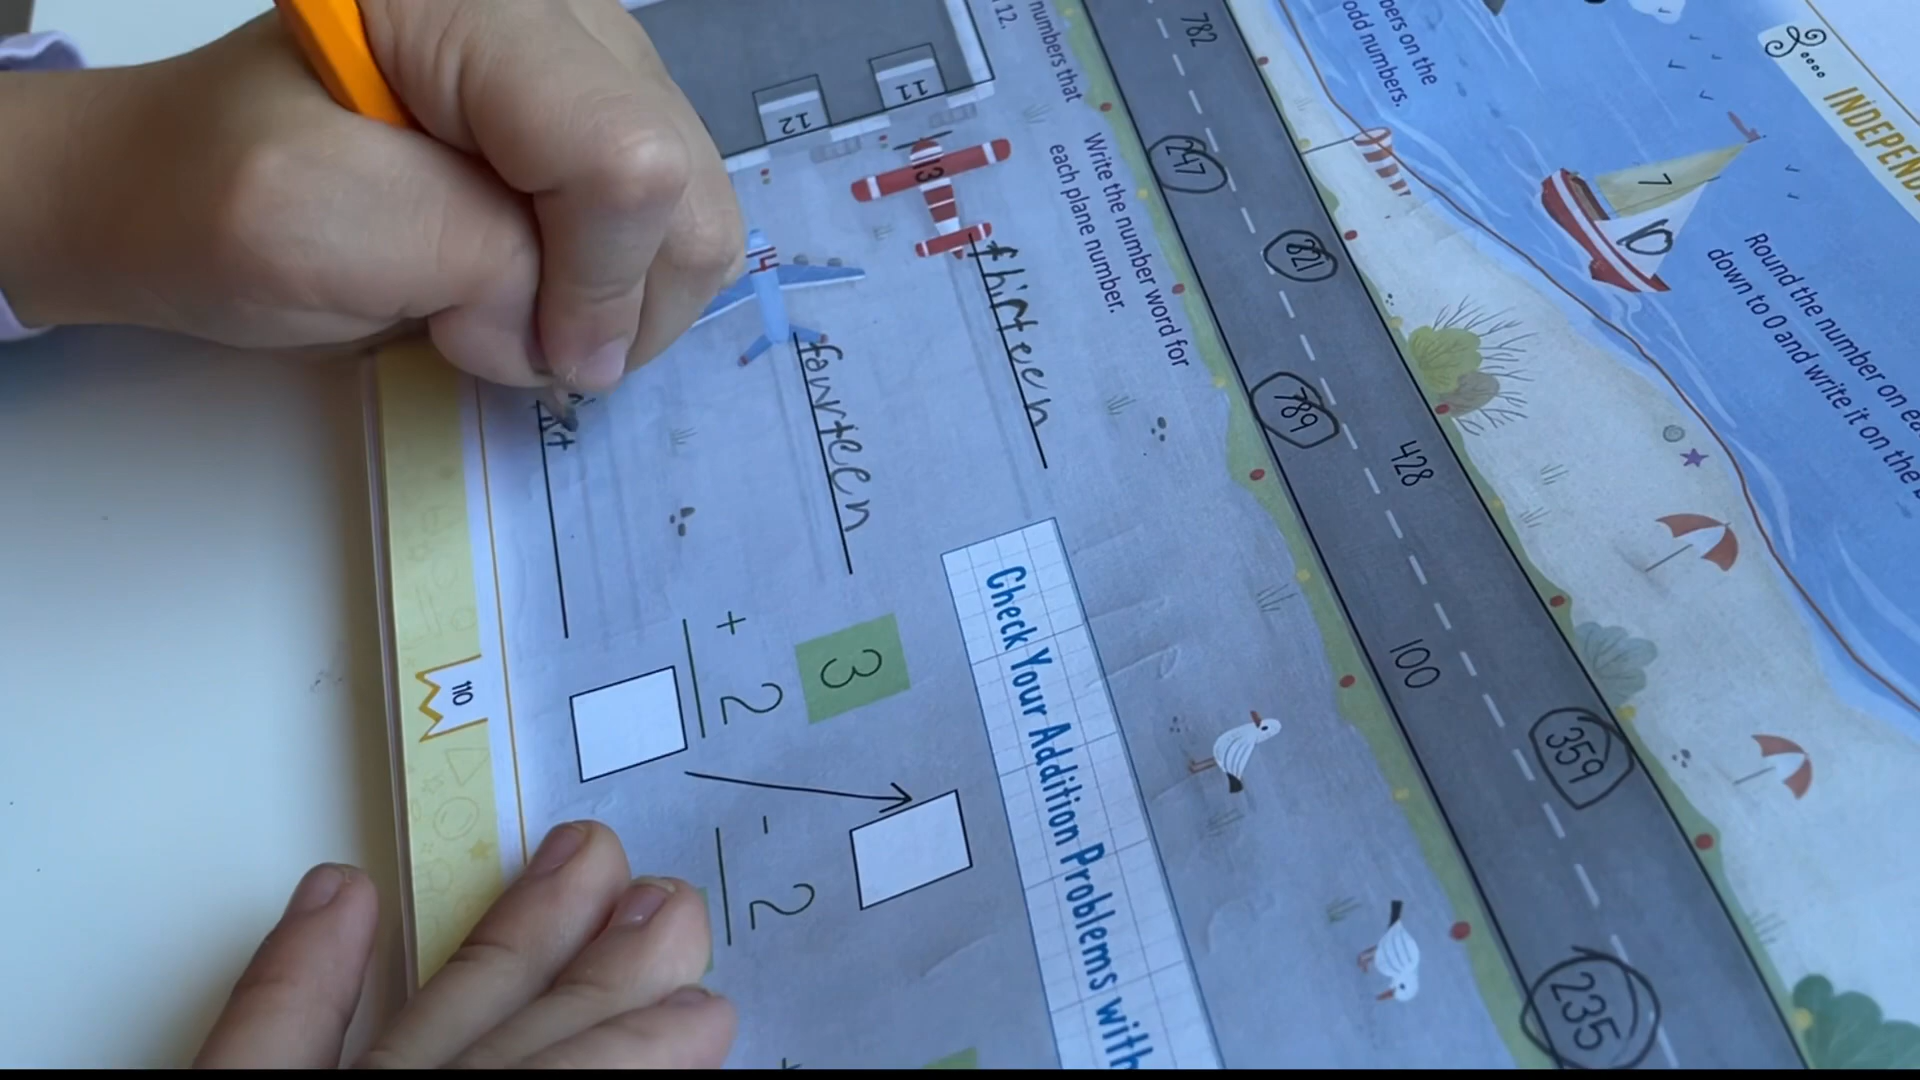 INDEPEND
Round the number on ea
down to 0 and write it on the
7
10
bers on the
odd numbers.
782
247
821
789
428
100
359
235
numbers that
12.
11
12
Write the number word for
each plane number.
13
thirteen
14
fowrteen
Check Your Addition Problems with
3
+ 2
- 2
110